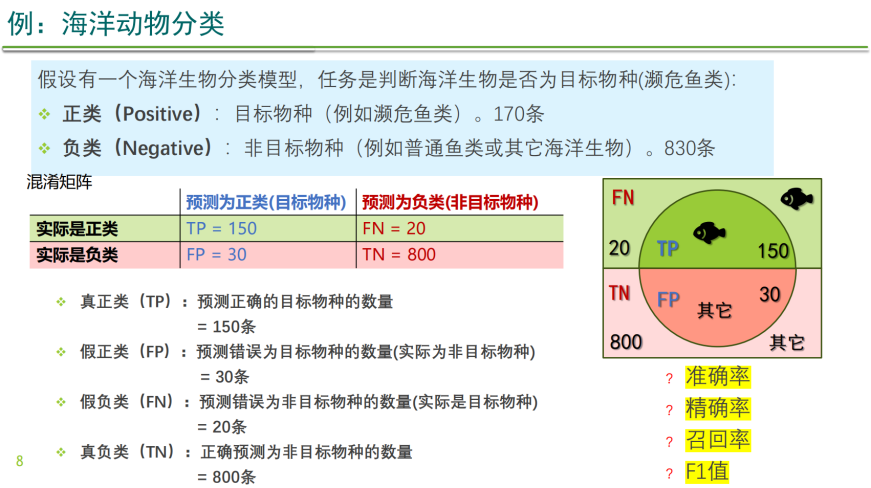 例：海洋动物分类
假设有一个海洋生物分类模型，任务是判断海洋生物是否为目标物种(濒危鱼类)：
❖ 正类（Positive）：目标物种（例如濒危鱼类）。170条
❖ 负类（Negative）：非目标物种（例如普通鱼类或其它海洋生物）。830条
混淆矩阵
预测为正类(目标物种) 预测为负类(非目标物种)
实际是正类 TP = 150 FN = 20
实际是负类 FP = 30 TN = 800
❖ 真正类（TP）：预测正确的目标物种的数量
= 150条
❖ 假正类（FP）：预测错误为目标物种的数量(实际为非目标物种)
= 30条
❖ 假负类（FN）：预测错误为非目标物种的数量(实际是目标物种)
= 20条
❖ 真负类（TN）：正确预测为非目标物种的数量
= 800条
FN
20 TP 150
TN FP 30
其它
800 其它
? 准确率
? 精确率
? 召回率
? F1值
8